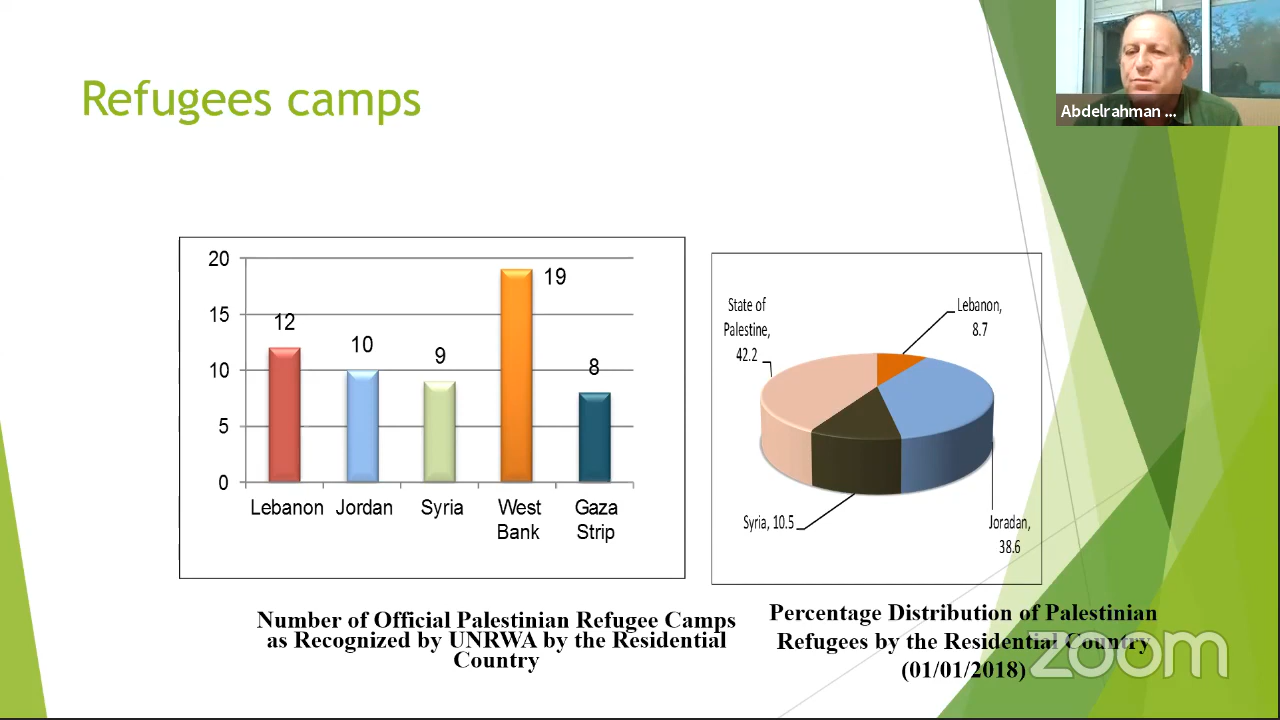 Refugees camps
Abdelrahman ...
20
15
10
5
0
12
10
9
19
8
Lebanon
Jordan
Syria
West
Bank
Gaza
Strip
Number of Official Palestinian Refugee Camps
as Recognized by UNRWA by the Residential
Country
State of
Palestine,
42.2
Lebanon,
8.7
Syria, 10.5
Joradan,
38.6
Percentage Distribution of Palestinian
Refugees by the Residential Country
(01/01/2018)
zoom